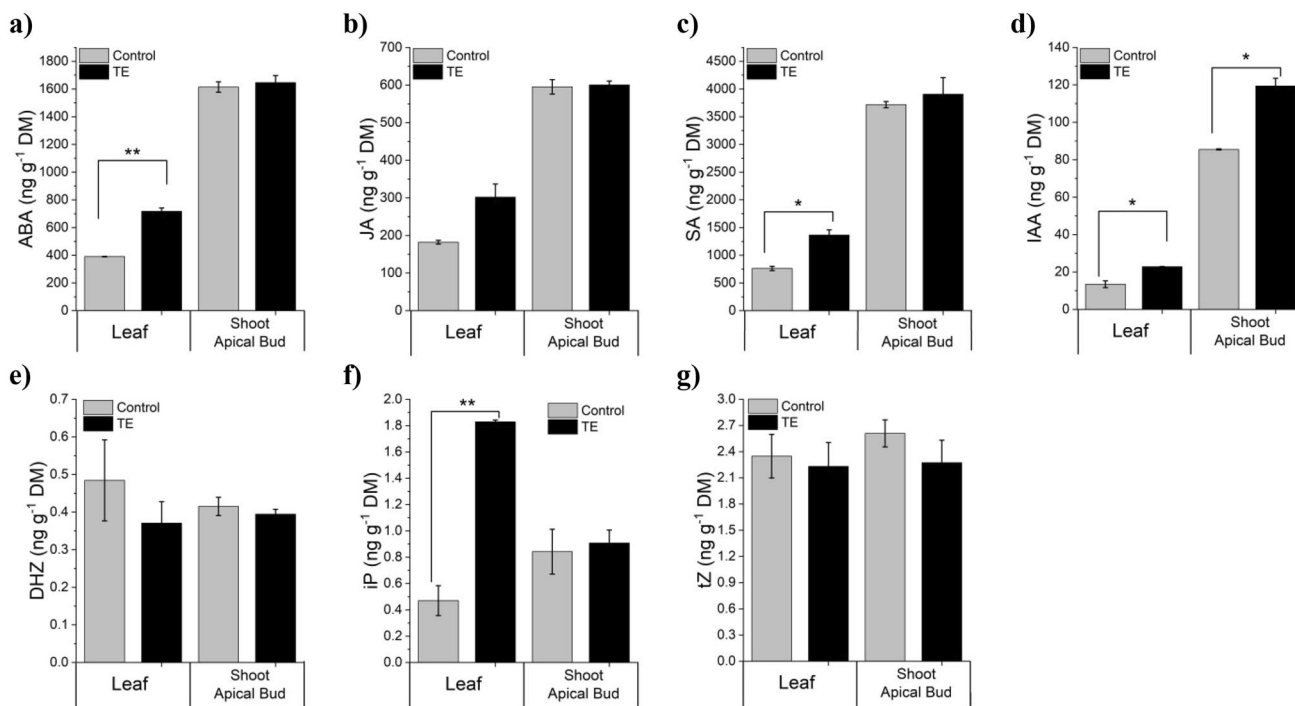 a)
Control
TE
ABA (ng g⁻¹ DM)
1800
1600
1400
1200
1000
800
600
400
200
0
**
Leaf
Shoot
Apical Bud
b)
Control
TE
JA (ng g⁻¹ DM)
700
600
500
400
300
200
100
0
Leaf
Shoot
Apical Bud
c)
Control
TE
SA (ng g⁻¹ DM)
4500
4000
3500
3000
2500
2000
1500
1000
500
0
*
Leaf
Shoot
Apical Bud
d)
Control
TE
IAA (ng g⁻¹ DM)
140
120
100
80
60
40
20
0
*
*
Leaf
Shoot
Apical Bud
e)
Control
TE
DHZ (ng g⁻¹ DM)
0.7
0.6
0.5
0.4
0.3
0.2
0.1
0.0
Leaf
Shoot
Apical Bud
f)
Control
TE
iP (ng g⁻¹ DM)
2.0
1.8
1.6
1.4
1.2
1.0
0.8
0.6
0.4
0.2
0.0
**
Leaf
Shoot
Apical Bud
g)
Control
TE
tZ (ng g⁻¹ DM)
3.0
2.7
2.4
2.1
1.8
1.5
1.2
0.9
0.6
0.3
0.0
Leaf
Shoot
Apical Bud